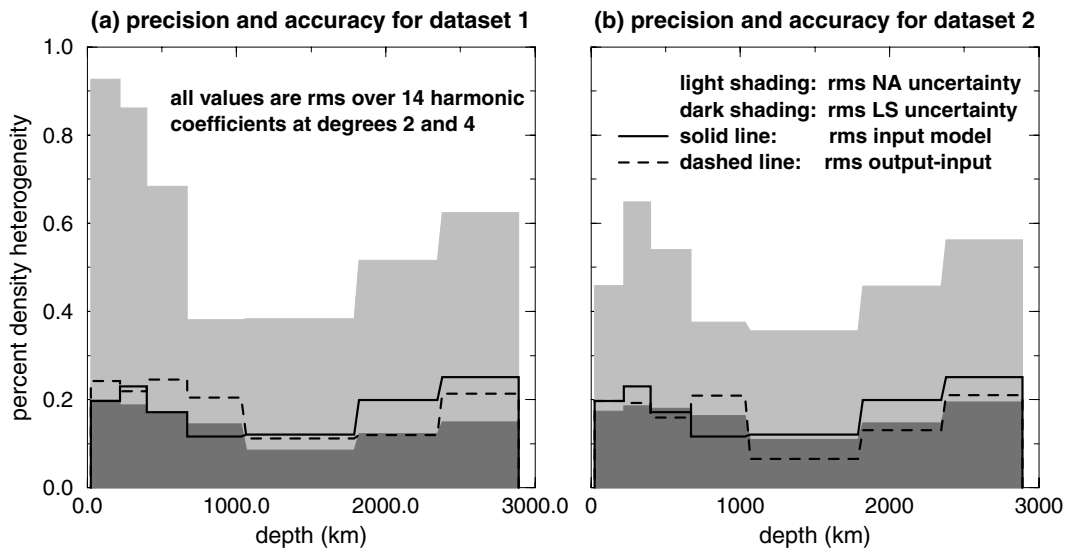 (a) precision and accuracy for dataset 1
(b) precision and accuracy for dataset 2
1.0
0.8
0.6
0.4
0.2
0.0
percent density heterogeneity
all values are rms over 14 harmonic
coefficients at degrees 2 and 4
light shading: rms NA uncertainty
dark shading: rms LS uncertainty
solid line: rms input model
dashed line: rms output-input
0.0 1000.0 2000.0 3000.0
0 1000 2000 3000
depth (km)
depth (km)